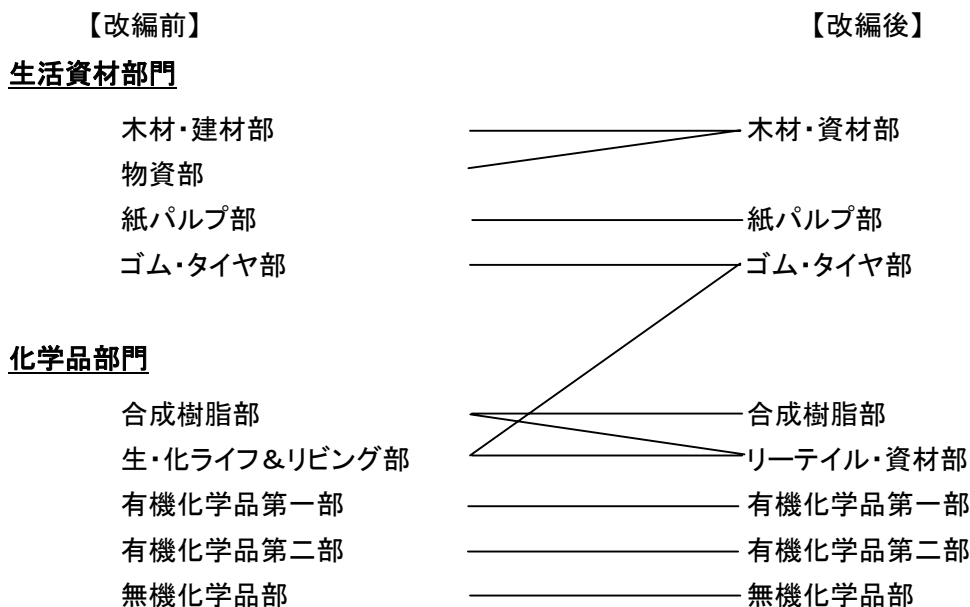 【改編前】 【改編後】
生活資材部門
木材・建材部 木材・資材部
物資部
紙パルプ部 紙パルプ部
ゴム・タイヤ部 ゴム・タイヤ部
化学品部門
合成樹脂部 合成樹脂部
生・化ライフ＆リビング部 リーテイル・資材部
有機化学品第一部 有機化学品第一部
有機化学品第二部 有機化学品第二部
無機化学品部 無機化学品部